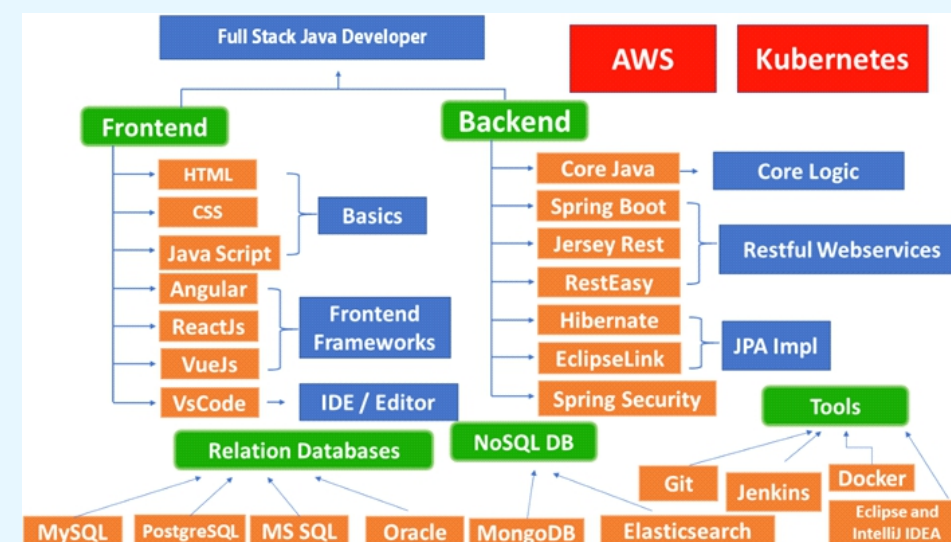 Full Stack Java Developer
AWS
Kubernetes
Frontend
Backend
HTML
CSS
Java Script
Basics
Angular
ReactJs
VueJs
Frontend
Frameworks
VsCode
IDE / Editor
Core Java
Core Logic
Spring Boot
Jersey Rest
RestEasy
Restful Webservices
Hibernate
EclipseLink
JPA Impl
Spring Security
Relation Databases
NoSQL DB
Tools
MySQL
PostgreSQL
MS SQL
Oracle
MongoDB
Elasticsearch
Git
Jenkins
Docker
Eclipse and
IntelliJ IDEA